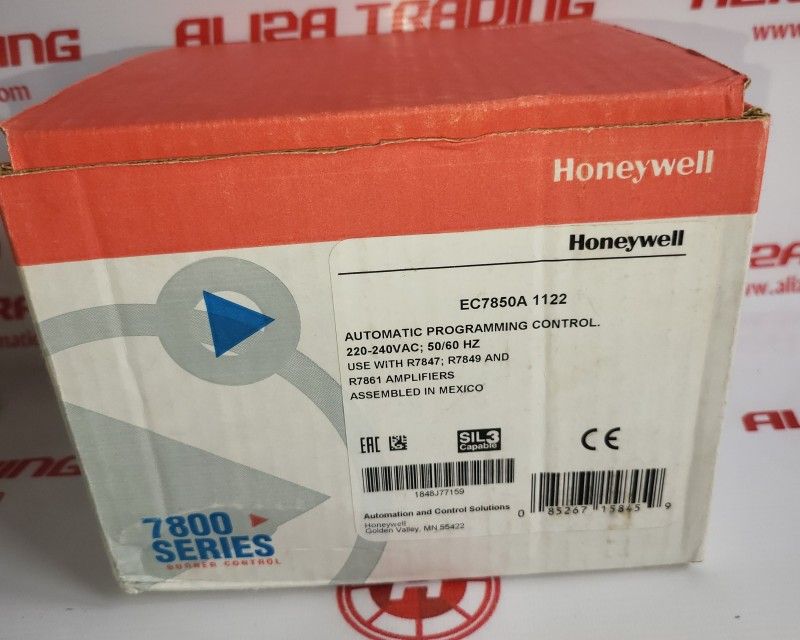 ALIZA TRADING
Honeywell
Honeywell
EC7850A 1122
AUTOMATIC PROGRAMMING CONTROL.
220-240VAC; 50/60 HZ
USE WITH R7847; R7849 AND
R7861 AMPLIFIERS
ASSEMBLED IN MEXICO
EAC
SIL3
Capable
CE
1848J77159
Automation and Control Solutions
Honeywell
Golden Valley, MN 55422
0 85267 15845 9
7800
SERIES
BURNER CONTROL